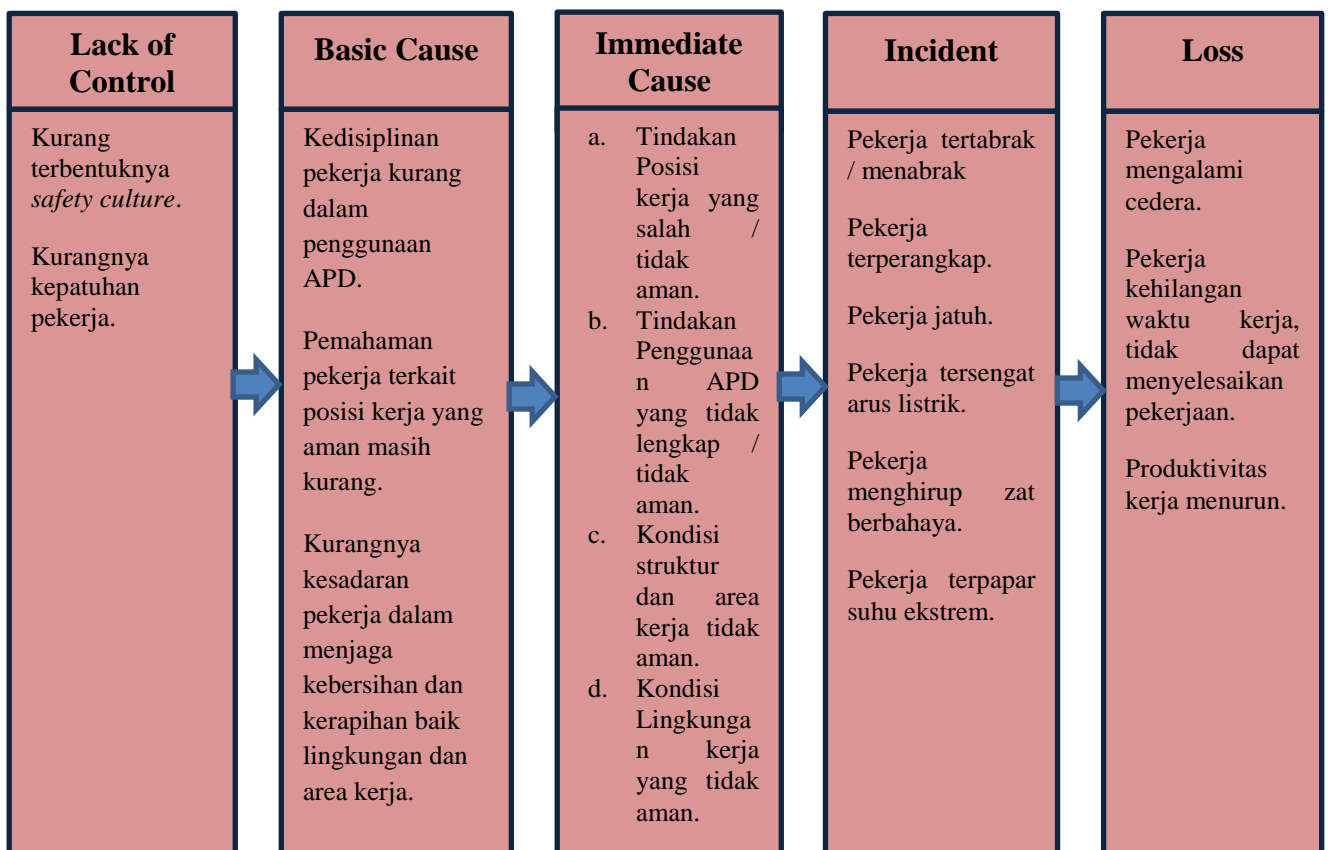 Lack of
Control
Kurang
terbentuknya
safety culture.
Kurangnya
kepatuhan
pekerja.
Basic Cause
Kedisiplinan
pekerja kurang
dalam
penggunaan
APD.
Pemahaman
pekerja terkait
posisi kerja yang
aman masih
kurang.
Kurangnya
kesadaran
pekerja dalam
menjaga
kebersihan dan
kerapihan baik
lingkungan dan
area kerja.
Immediate
Cause
a. Tindakan
Posisi
kerja yang
salah /
tidak
aman.
b. Tindakan
Penggunaa
n APD
yang tidak
lengkap /
tidak
aman.
c. Kondisi
struktur
dan area
kerja tidak
aman.
d. Kondisi
Lingkunga
n kerja
yang tidak
aman.
Incident
Pekerja tertabrak
/ menabrak
Pekerja
terperangkap.
Pekerja jatuh.
Pekerja tersengat
arus listrik.
Pekerja
menghirup zat
berbahaya.
Pekerja terpapar
suhu ekstrem.
Loss
Pekerja
mengalami
cedera.
Pekerja
kehilangan
waktu kerja,
tidak dapat
menyelesaikan
pekerjaan.
Produktivitas
kerja menurun.